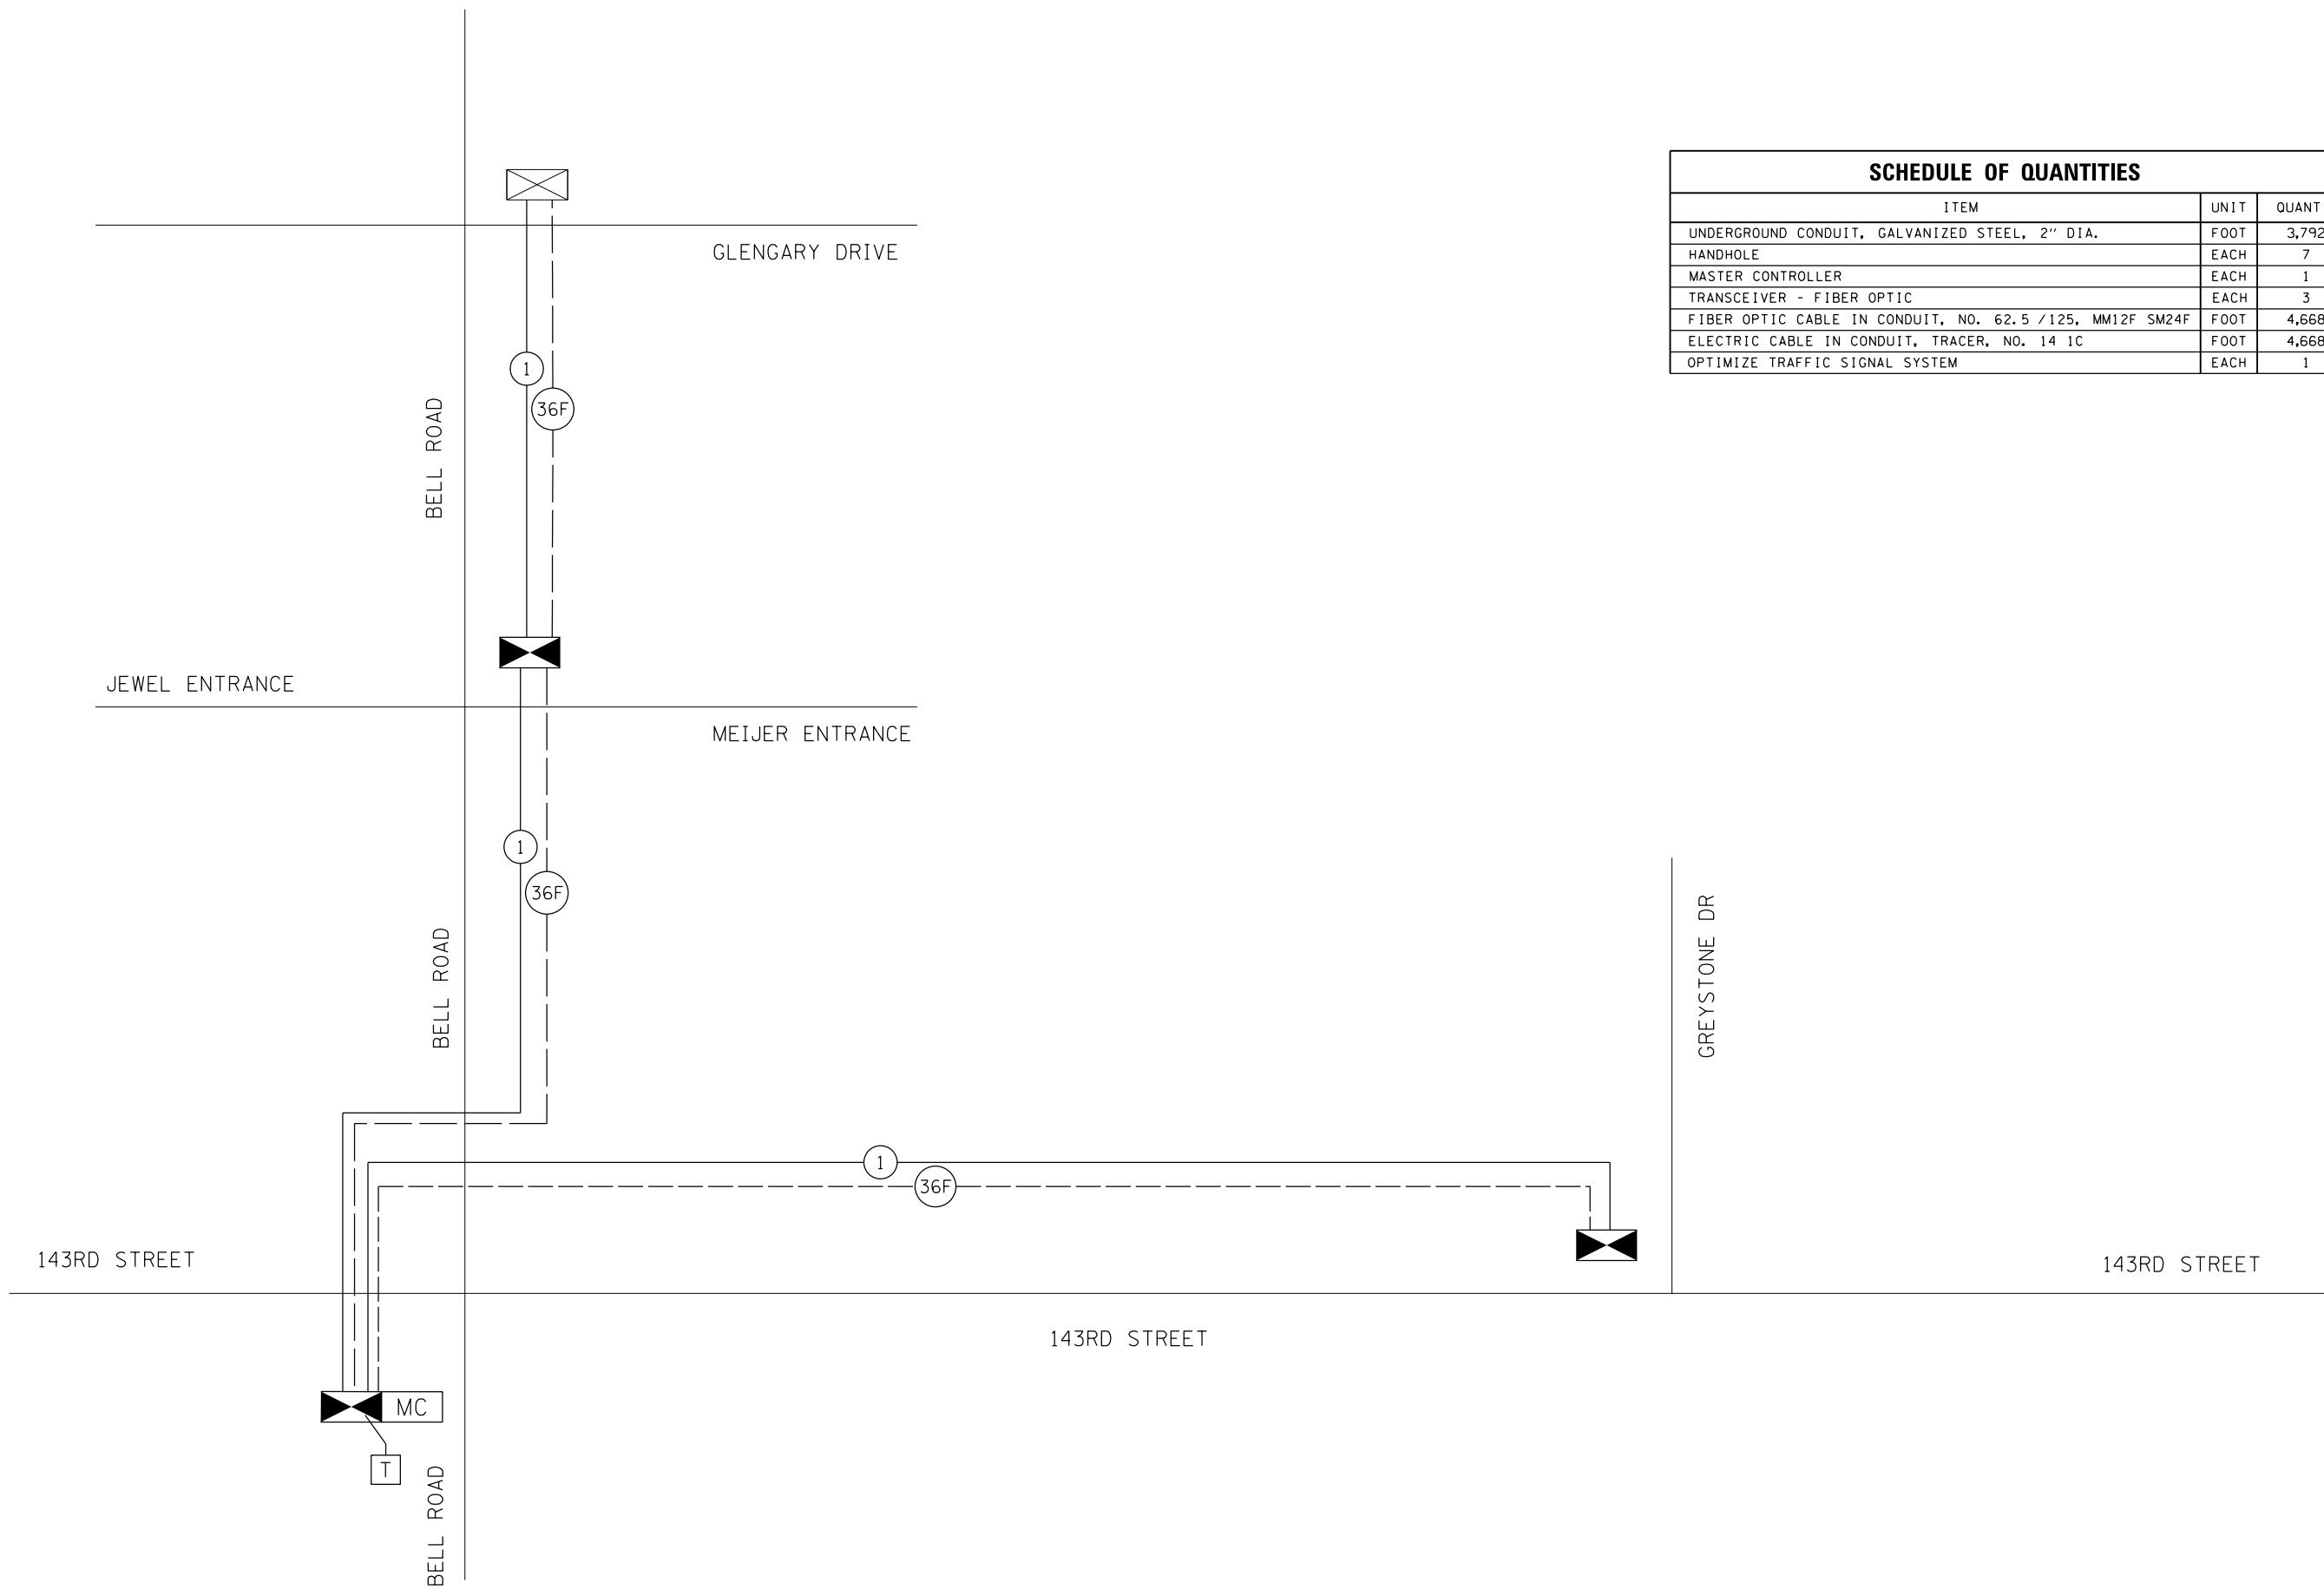 SCHEDULE OF QUANTITIES
ITEM UNIT QUANT
UNDERGROUND CONDUIT, GALVANIZED STEEL, 2" DIA. FOOT 3,792
HANDHOLE EACH 7
MASTER CONTROLLER EACH 1
TRANSCEIVER - FIBER OPTIC EACH 3
FIBER OPTIC CABLE IN CONDUIT, NO. 62.5 /125, MM12F SM24F FOOT 4,668
ELECTRIC CABLE IN CONDUIT, TRACER, NO. 14 1C FOOT 4,668
OPTIMIZE TRAFFIC SIGNAL SYSTEM EACH 1
GLENGARY DRIVE
1
36F
BELL ROAD
JEWEL ENTRANCE
MEIJER ENTRANCE
1
36F
BELL ROAD
GREYSTONE DR
1
36F
143RD STREET
143RD STREET
143RD STREET
MC
T
BELL ROAD